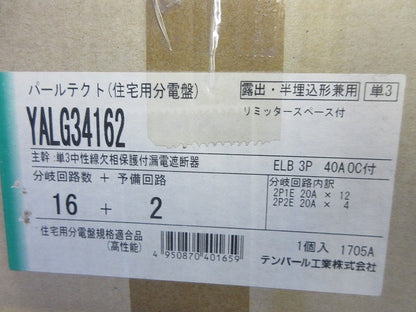 パールテクト(住宅用分電盤)
露出・半埋込形兼用 単3
YALG34162
リミッタースペース付
主幹:単3中性線欠相保護付漏電遮断器
ELB 3P 40AOC付
分岐回路数 + 予備回路
16 + 2
分岐回路内訳
2P1E 20A × 12
2P2E 20A × 4
住宅用分電盤規格適合品
(高性能)
4 950870 401659
1個入 1705A
テンパール工業株式会社